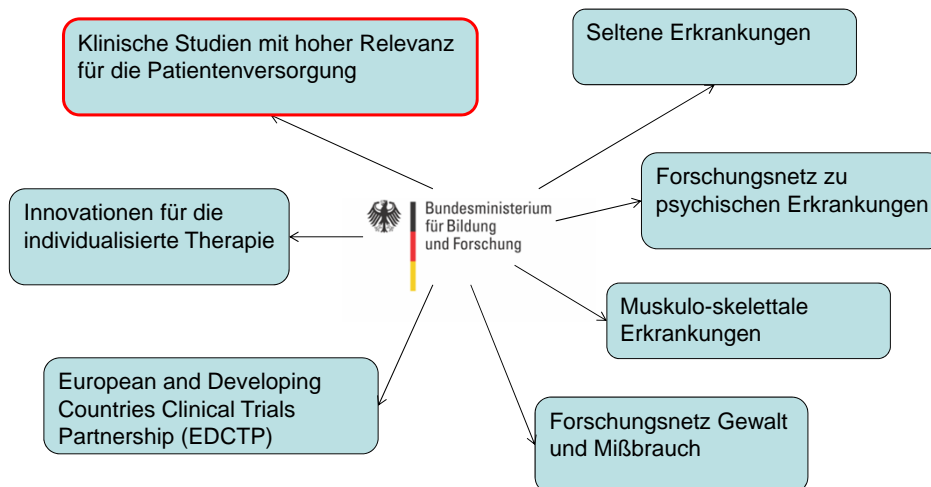 Klinische Studien mit hoher Relevanz
für die Patientenversorgung
Seltene Erkrankungen
Forschungsnetz zu
psychischen Erkrankungen
Innovationen für die
individualisierte Therapie
Bundesministerium
für Bildung
und Forschung
Muskulo-skelettale
Erkrankungen
European and Developing
Countries Clinical Trials
Partnership (EDCTP)
Forschungsnetz Gewalt
und Mißbrauch